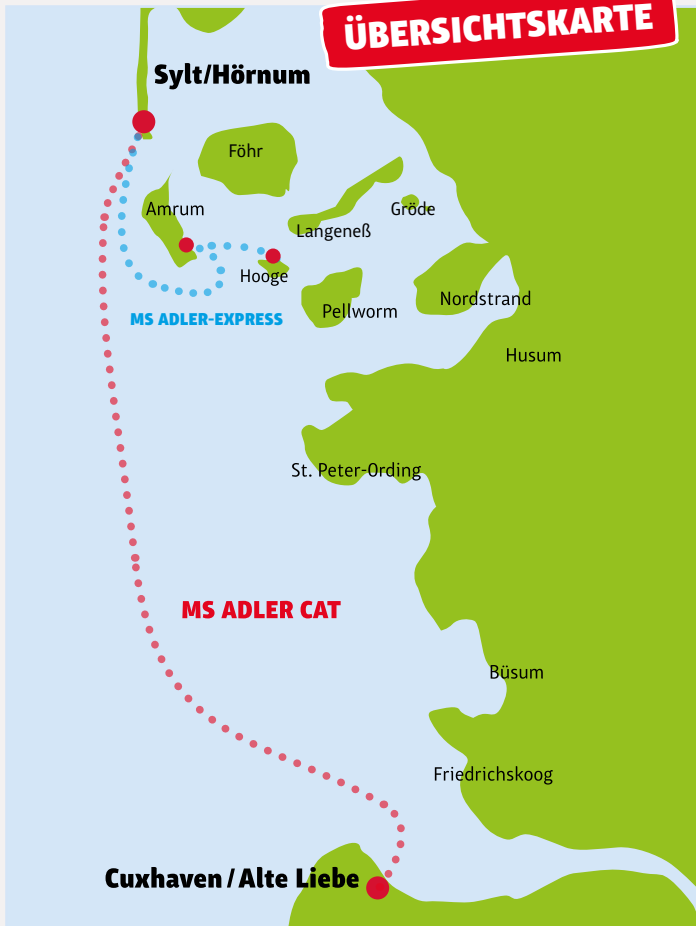 ÜBERSICHTSKARTE
Sylt/Hörnum
Föhr
Amrum
Gröde
Langeneß
Hooge
Nordstrand
Pellworm
MS ADLER-EXPRESS
Husum
St. Peter-Ording
MS ADLER CAT
Büsum
Friedrichskoog
Cuxhaven / Alte Liebe